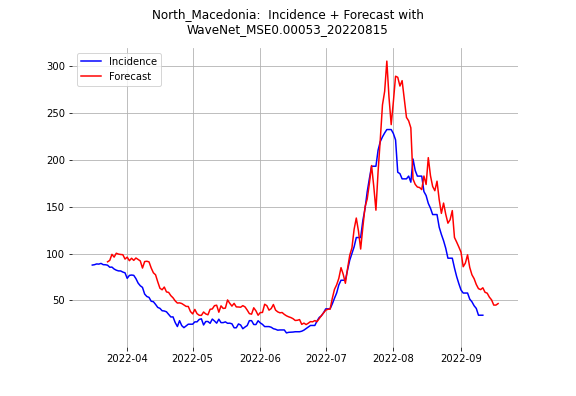 North_Macedonia:  Incidence + Forecast with
WaveNet_MSE0.00053_20220815
Incidence
Forecast
300
250
200
150
100
50
2022-04 2022-05 2022-06 2022-07 2022-08 2022-09